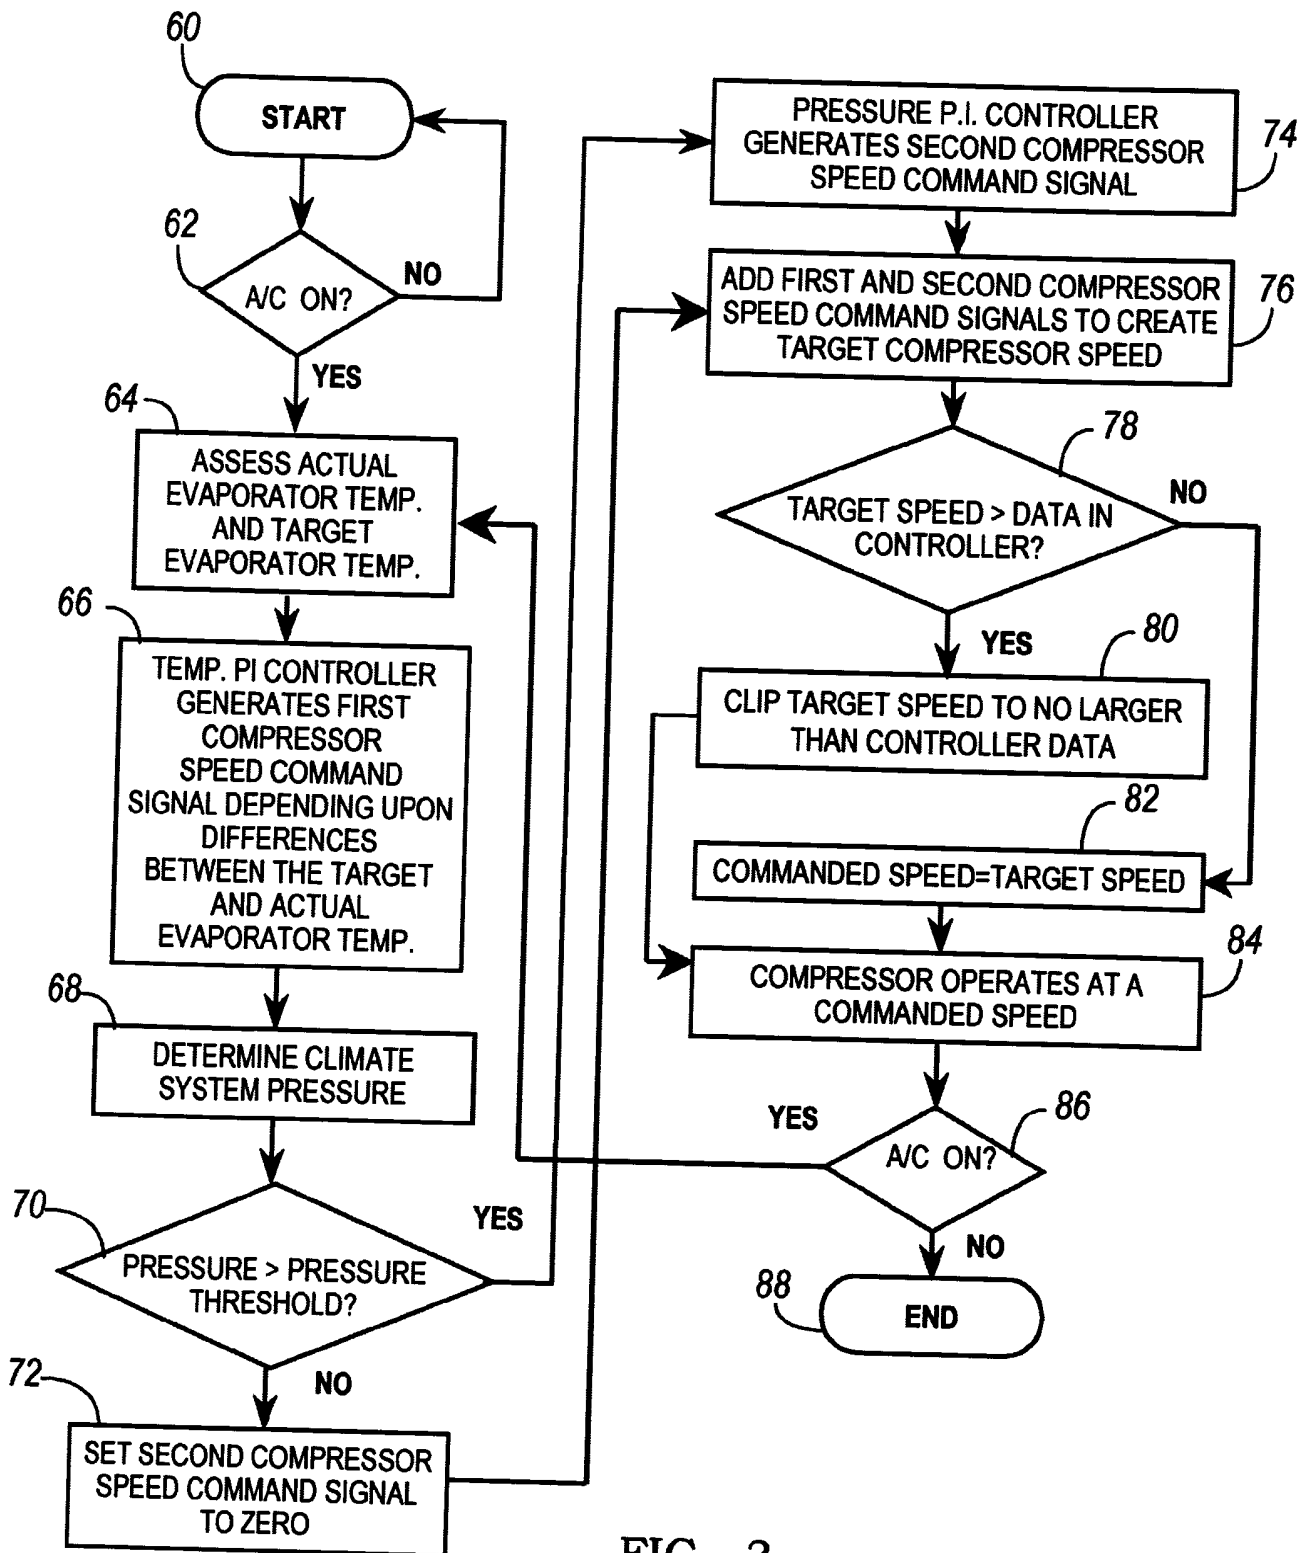 60
START
62
A/C ON?
NO
YES
64
ASSESS ACTUAL
EVAPORATOR TEMP.
AND TARGET
EVAPORATOR TEMP.
66
TEMP. PI CONTROLLER
GENERATES FIRST
COMPRESSOR
SPEED COMMAND
SIGNAL DEPENDING UPON
DIFFERENCES
BETWEEN THE TARGET
AND ACTUAL
EVAPORATOR TEMP.
68
DETERMINE CLIMATE
SYSTEM PRESSURE
70
YES
PRESSURE > PRESSURE
THRESHOLD?
NO
72
SET SECOND COMPRESSOR
SPEED COMMAND SIGNAL
TO ZERO
PRESSURE P.I. CONTROLLER
GENERATES SECOND COMPRESSOR
SPEED COMMAND SIGNAL
74
ADD FIRST AND SECOND COMPRESSOR
SPEED COMMAND SIGNALS TO CREATE
TARGET COMPRESSOR SPEED
76
78
TARGET SPEED > DATA IN
CONTROLLER?
NO
YES
80
CLIP TARGET SPEED TO NO LARGER
THAN CONTROLLER DATA
82
COMMANDED SPEED=TARGET SPEED
84
COMPRESSOR OPERATES AT A
COMMANDED SPEED
YES
86
A/C ON?
NO
88
END